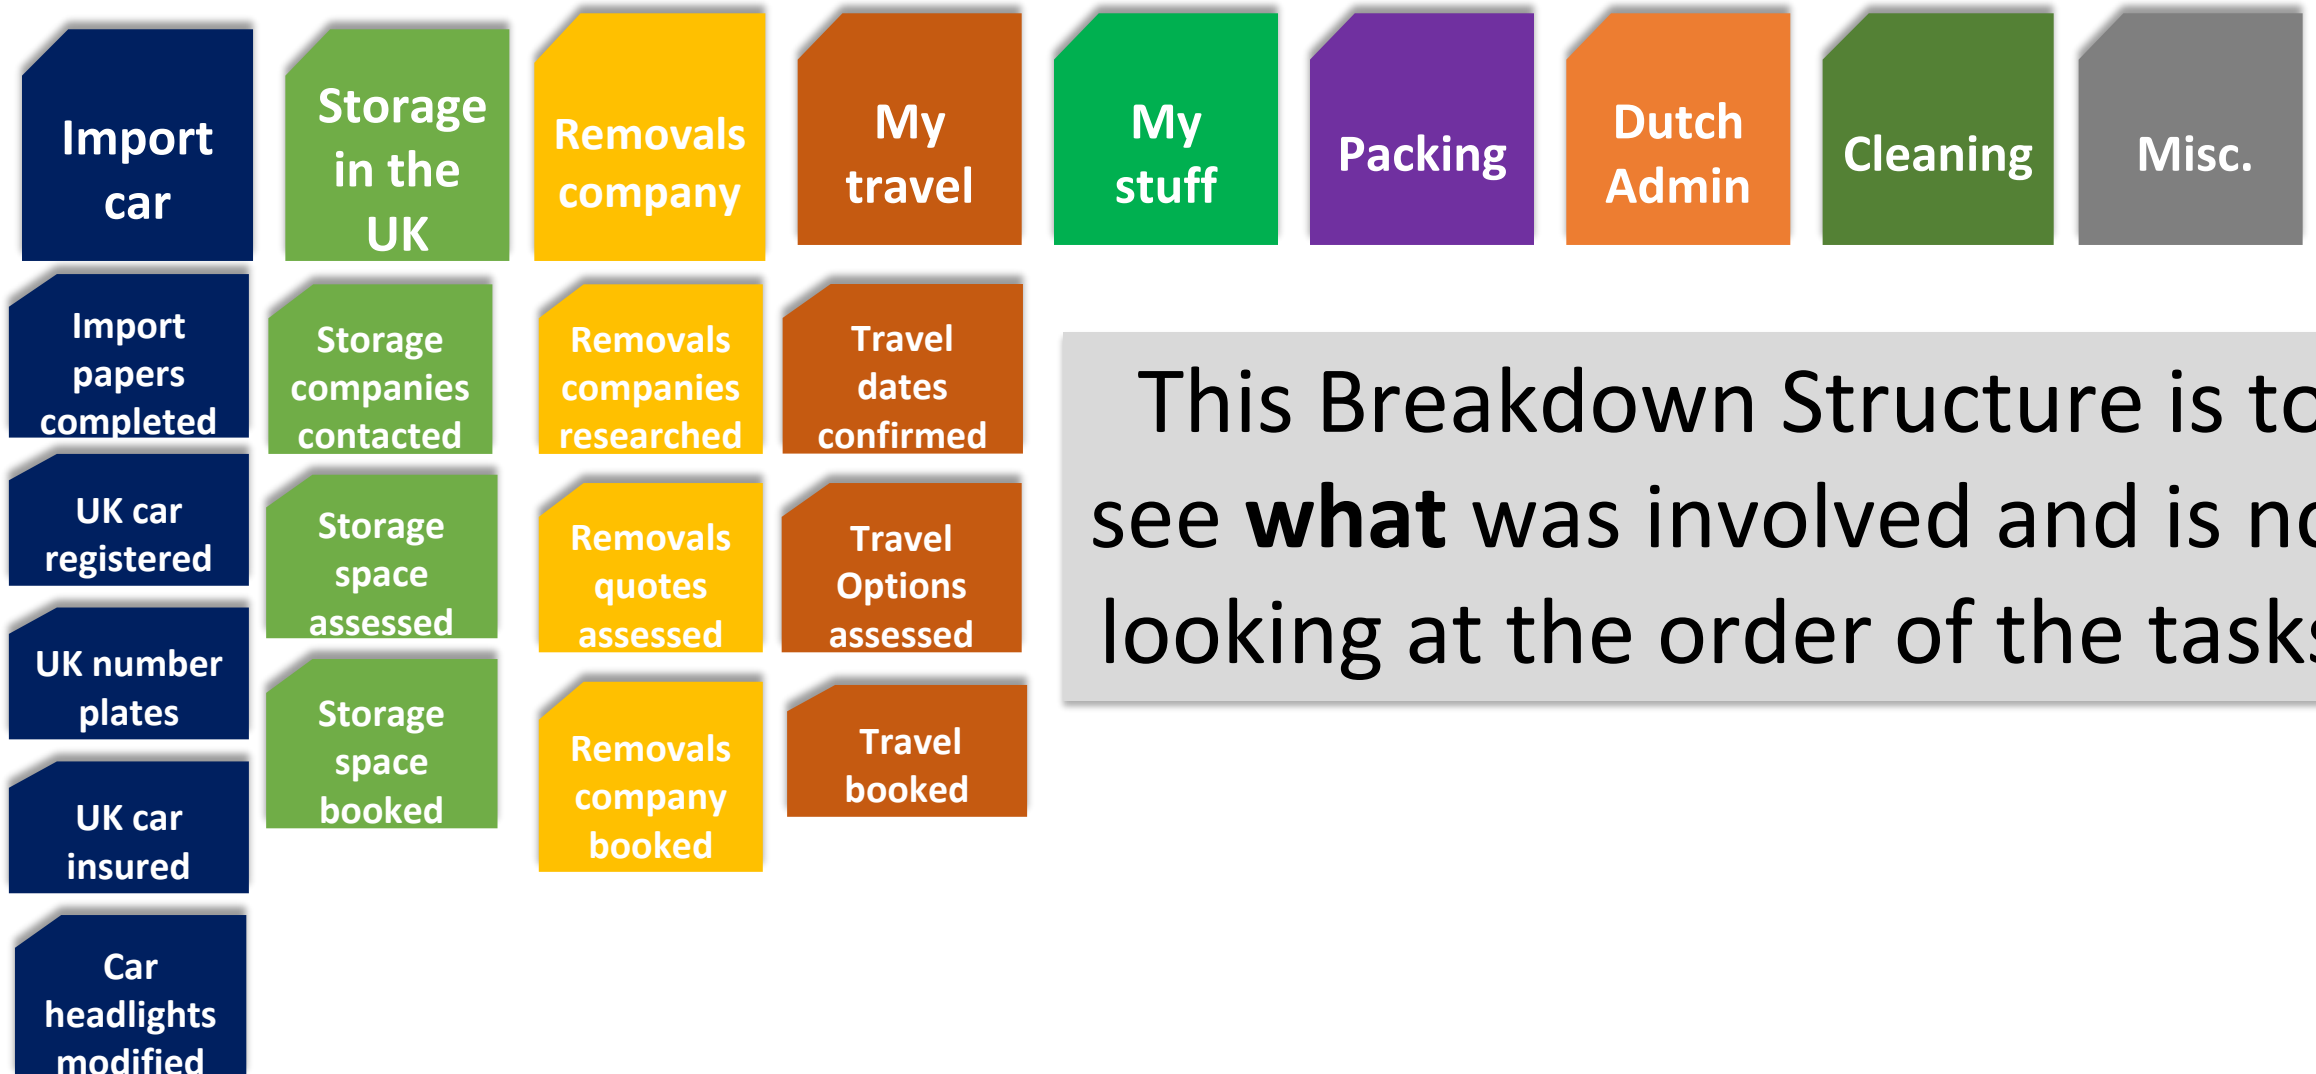 Import
car
Storage
in the
UK
Removals
company
My
travel
My
stuff
Packing
Dutch
Admin
Cleaning
Misc.
Import
papers
completed
UK car
registered
UK number
plates
UK car
insured
Car
headlights
modified
Storage
companies
contacted
Storage
space
assessed
Storage
space
booked
Removals
companies
researched
Removals
quotes
assessed
Removals
company
booked
Travel
dates
confirmed
Travel
Options
assessed
Travel
booked
This Breakdown Structure is to
see what was involved and is no
looking at the order of the tasks